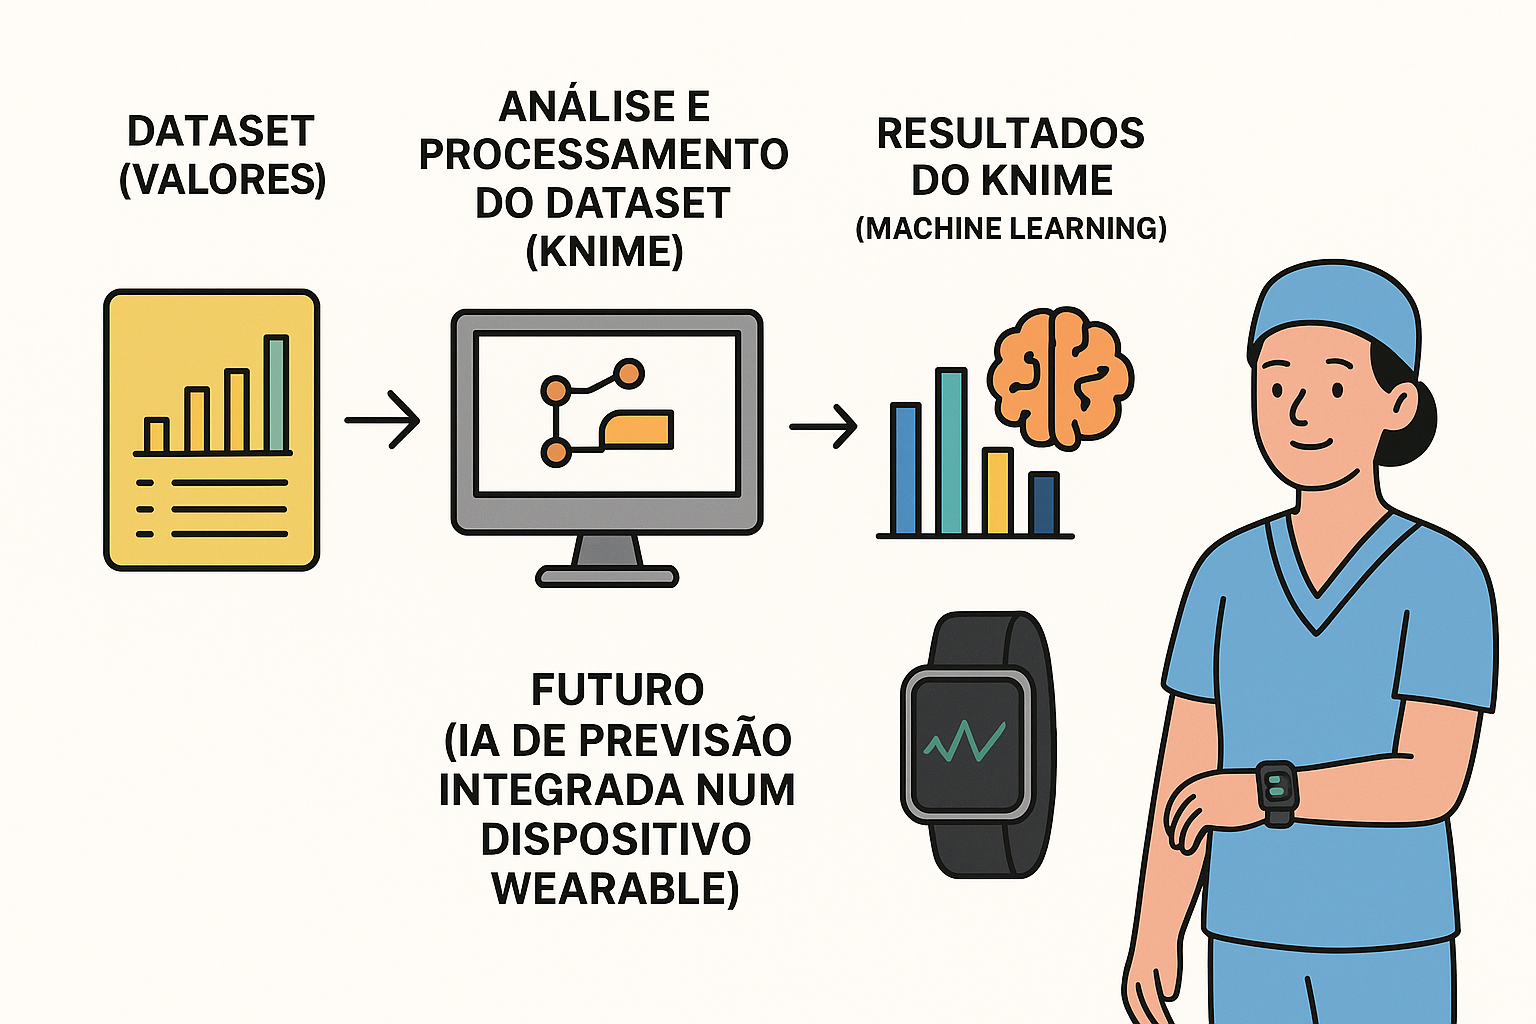 DATASET
(VALORES)
ANÁLISE E
PROCESSAMENTO
DO DATASET
(KNIME)
RESULTADOS
DO KNIME
(MACHINE LEARNING)
FUTURO
(IA DE PREVISÃO
INTEGRADA NUM
DISPOSITIVO
WEARABLE)